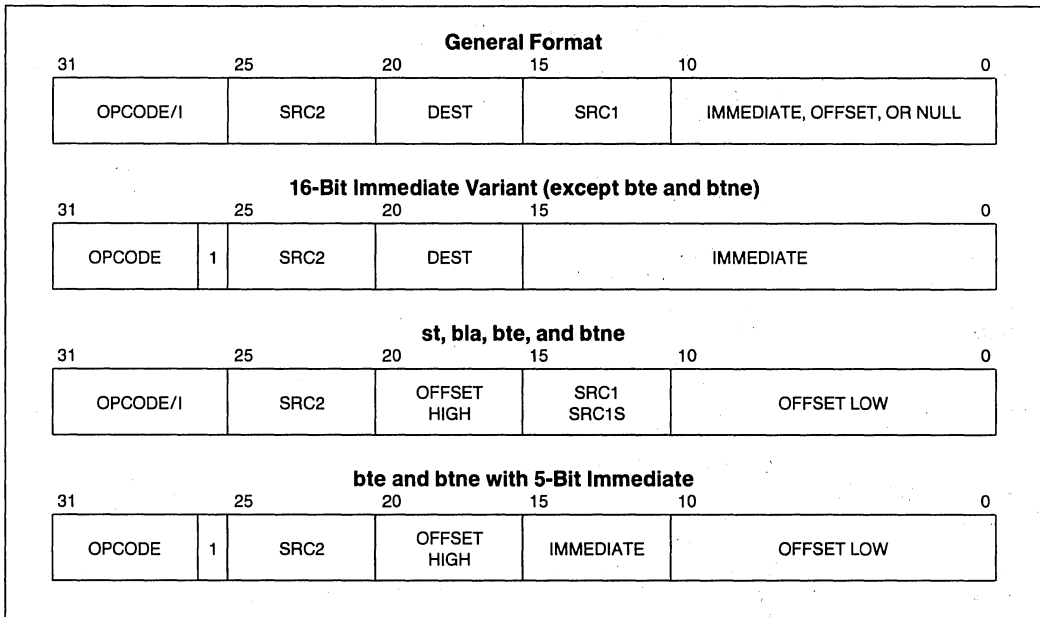 General Format
31 25 20 15 10 0
OPCODE/I SRC2 DEST SRC1 IMMEDIATE, OFFSET, OR NULL
16-Bit Immediate Variant (except bte and btne)
31 25 20 15 0
OPCODE 1 SRC2 DEST IMMEDIATE
st, bla, bte, and btne
31 25 20 15 10 0
OPCODE/I SRC2 OFFSET HIGH SRC1 SRC1S OFFSET LOW
bte and btne with 5-Bit Immediate
31 25 20 15 10 0
OPCODE 1 SRC2 OFFSET HIGH IMMEDIATE OFFSET LOW